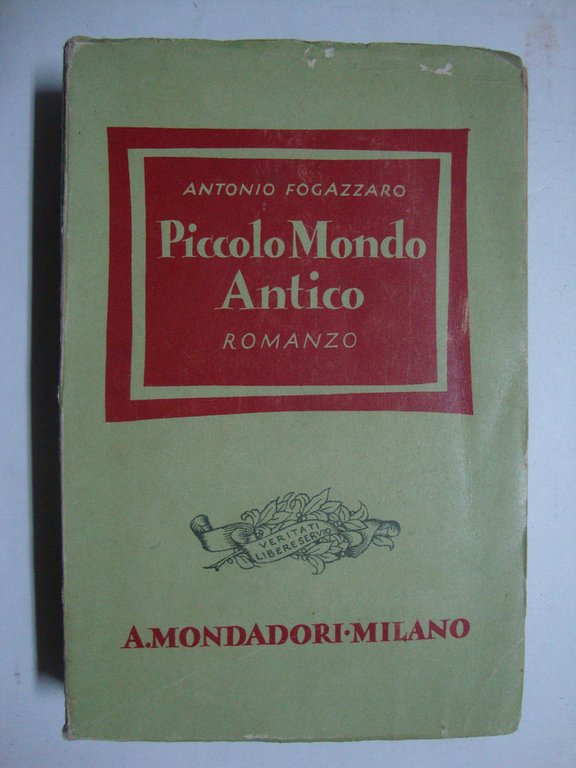 ANTONIO FOGAZZARO
Piccolo Mondo
Antico
ROMANZO
VERITATI
LIBERE SERVIO
A. MONDADORI · MILANO